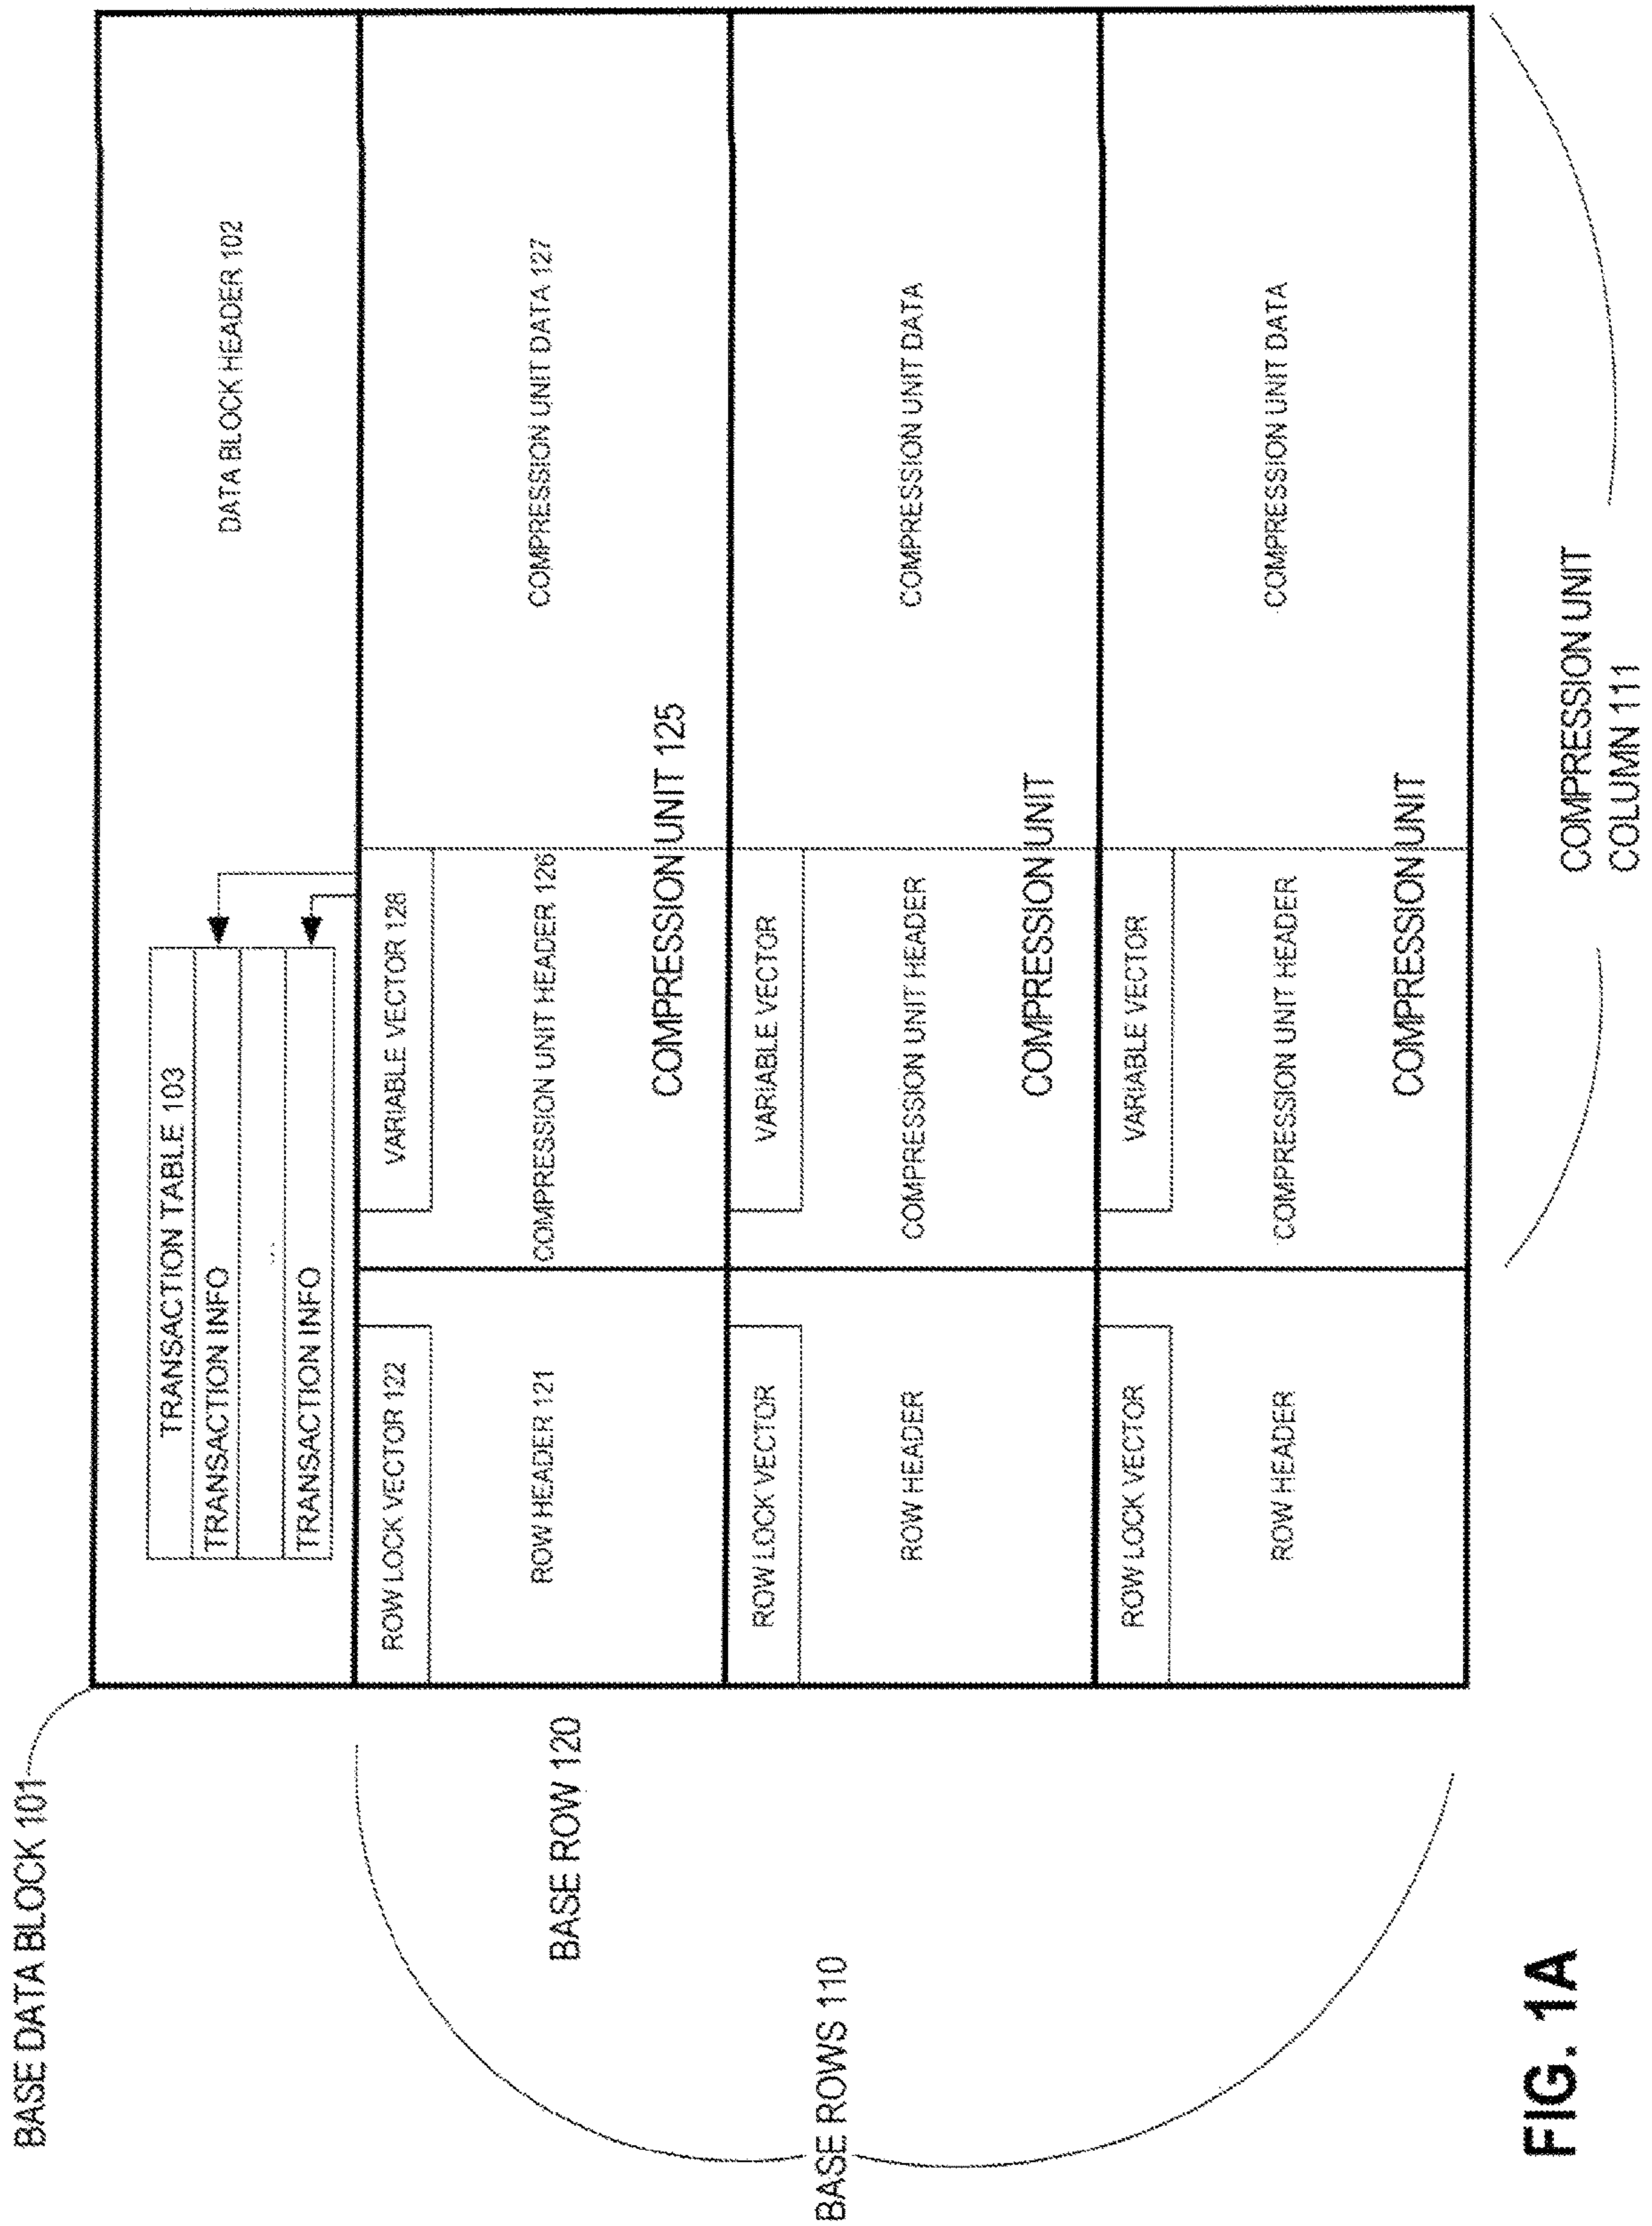 BASE DATA BLOCK 101
TRANSACTION TABLE 103
TRANSACTION INFO
...
TRANSACTION INFO
DATA BLOCK HEADER 102
BASE ROWS 110
BASE ROW 120
ROW LOCK VECTOR 122
ROW HEADER 121
VARIABLE VECTOR 128
COMPRESSION UNIT HEADER 126
COMPRESSION UNIT DATA 127
COMPRESSION UNIT 125
ROW LOCK VECTOR
ROW HEADER
VARIABLE VECTOR
COMPRESSION UNIT HEADER
COMPRESSION UNIT DATA
COMPRESSION UNIT
ROW LOCK VECTOR
ROW HEADER
VARIABLE VECTOR
COMPRESSION UNIT HEADER
COMPRESSION UNIT DATA
COMPRESSION UNIT
COMPRESSION UNIT
COLUMN 111
FIG. 1A